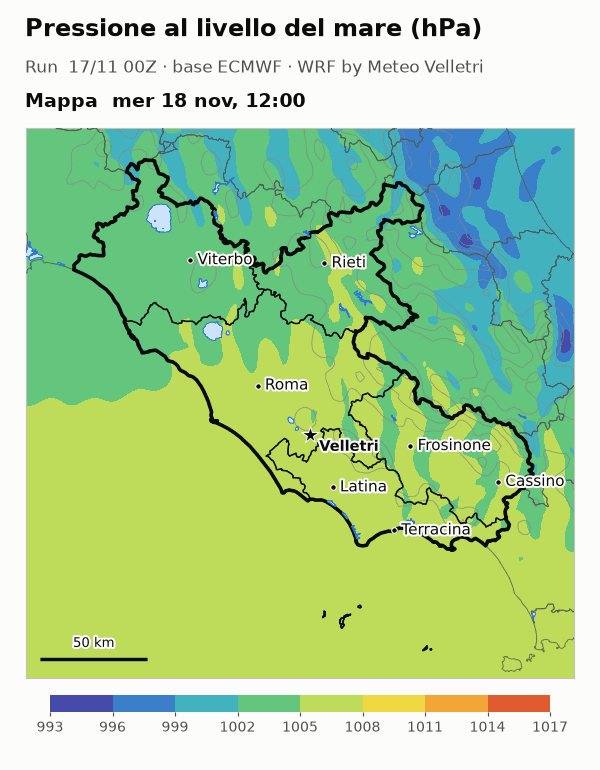 Pressione al livello del mare (hPa)
Run  17/11 00Z · base ECMWF · WRF by Meteo Velletri
Mappa  mer 18 nov, 12:00
Viterbo
Rieti
Roma
Velletri
Frosinone
Latina
Cassino
Terracina
50 km
993 996 999 1002 1005 1008 1011 1014 1017